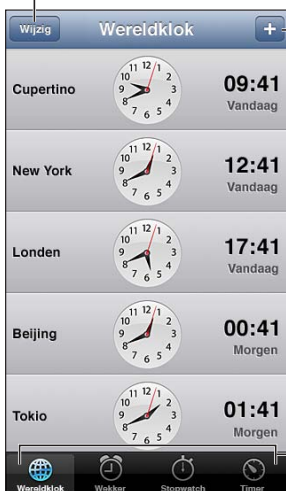 Wijzig Wereldklok +
Cupertino 09:41
Vandaag
New York 12:41
Vandaag
Londen 17:41
Vandaag
Beijing 00:41
Morgen
Tokio 01:41
Morgen
Wereldklok Wekker Stopwatch Timer